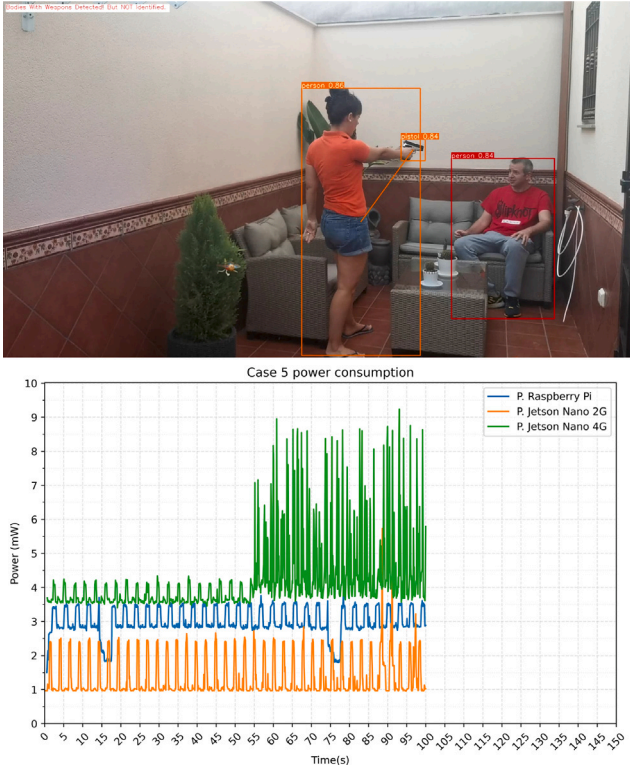 Bodies With Weapons Detected! But NOT Identified.
person 0.86
pistol 0.84
person 0.84
Case 5 power consumption
P. Raspberry Pi
P. Jetson Nano 2G
P. Jetson Nano 4G
Power (mW)
10
9
8
7
6
5
4
3
2
1
0
0 5 10 15 20 25 30 35 40 45 50 55 60 65 70 75 80 85 90 95 100 105 110 115 120 125 130 135 140 145 150
Time(s)